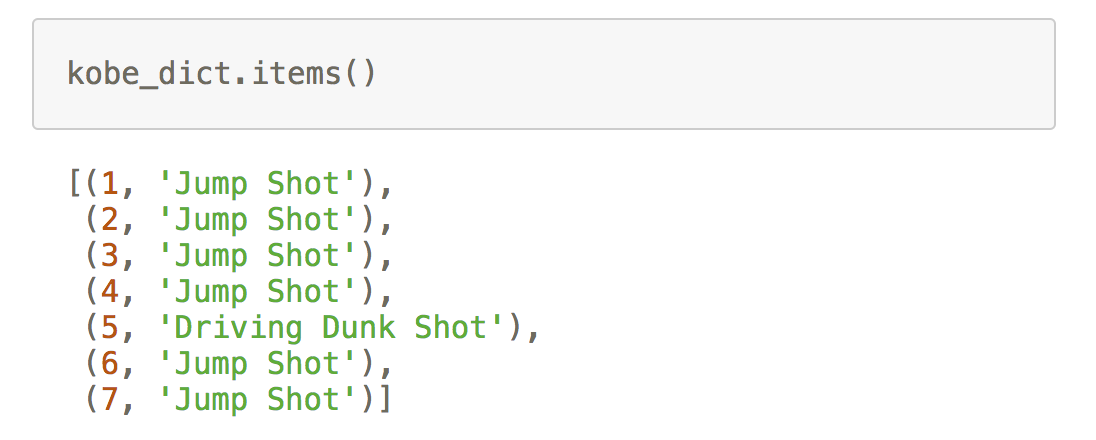 kobe_dict.items()
[(1, 'Jump Shot'),
(2, 'Jump Shot'),
(3, 'Jump Shot'),
(4, 'Jump Shot'),
(5, 'Driving Dunk Shot'),
(6, 'Jump Shot'),
(7, 'Jump Shot')]